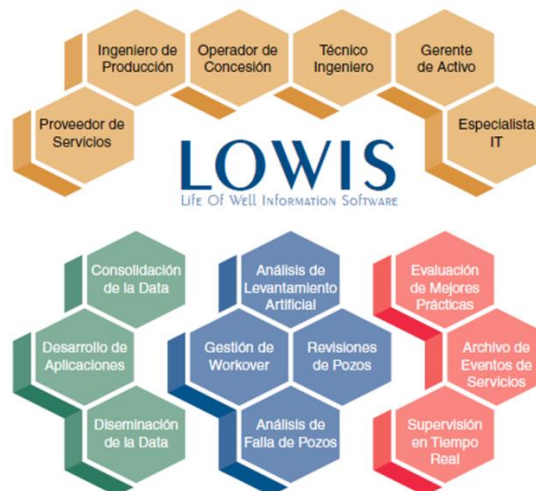 Ingeniero de
Producción
Operador de
Concesión
Técnico
Ingeniero
Gerente
de Activo
Proveedor de
Servicios
Especialista
IT
LOWIS
Life Of Well Information Software
Consolidación
de la Data
Análisis de
Levantamiento
Artificial
Evaluación
de Mejores
Prácticas
Desarrollo de
Aplicaciones
Gestión de
Workover
Revisiones
de Pozos
Archivo de
Eventos de
Servicios
Diseminación
de la Data
Análisis de
Falla de Pozos
Supervisión
en Tiempo
Real